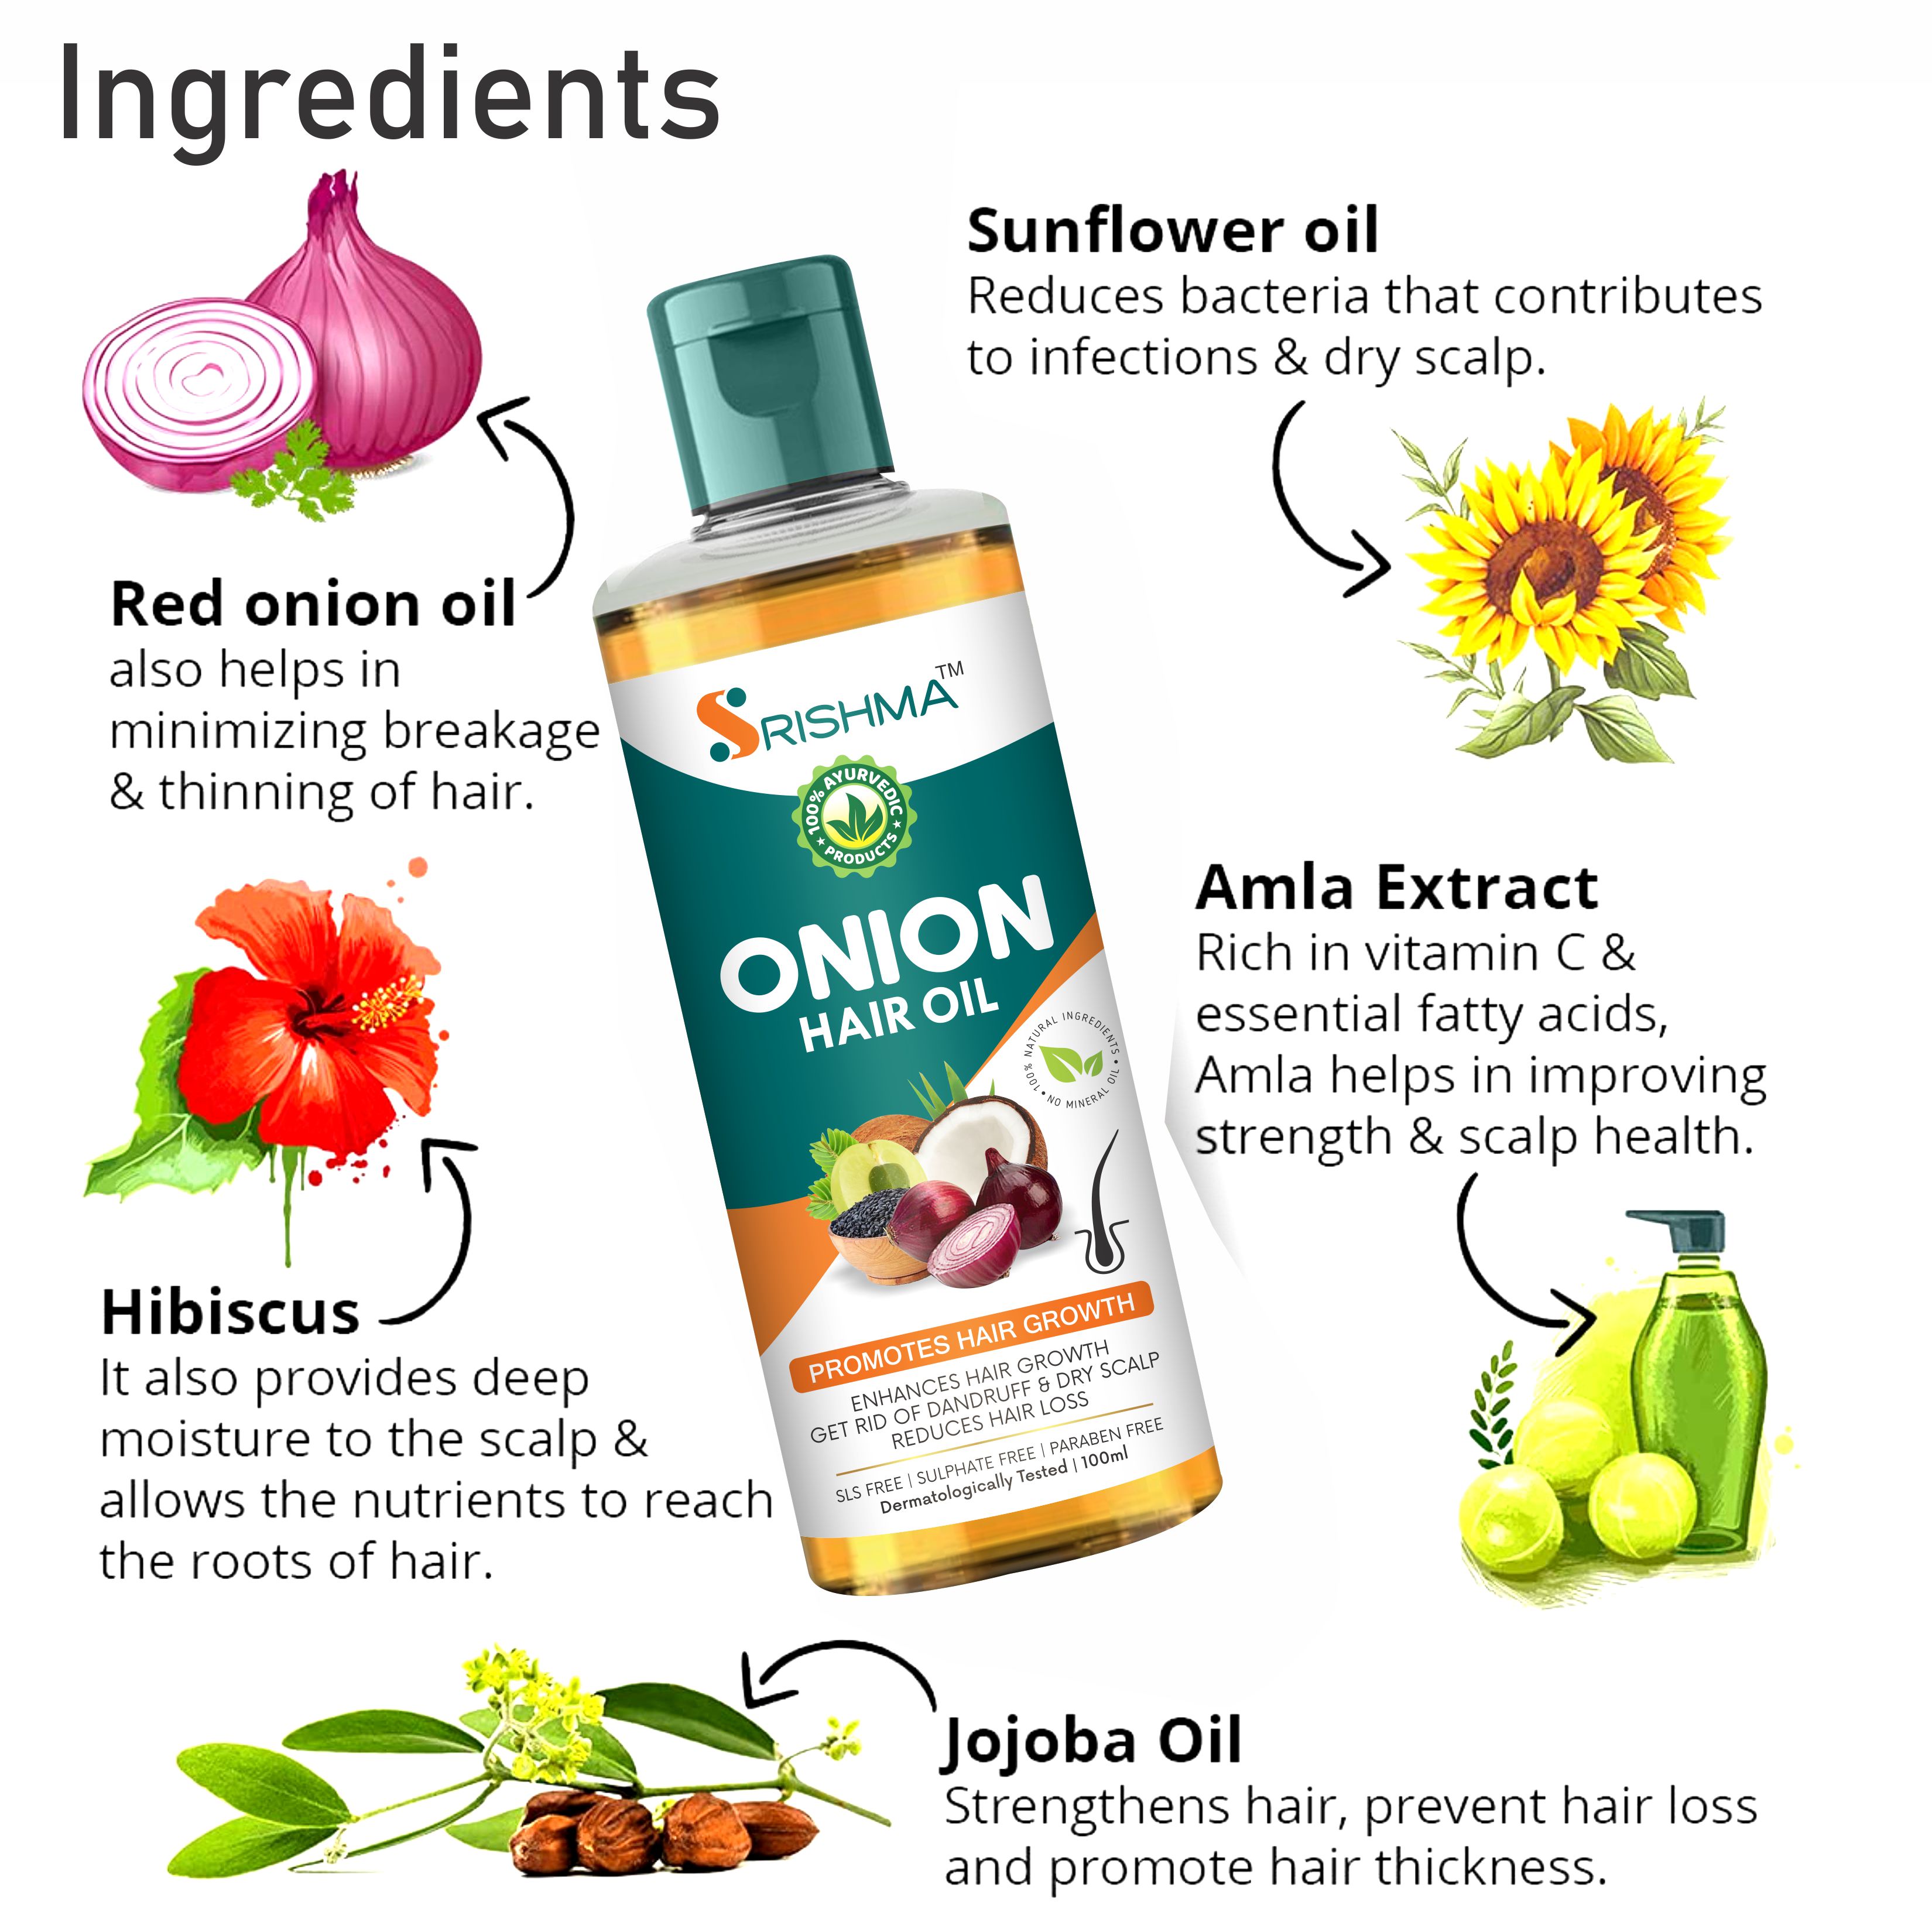 Ingredients
Sunflower oil
Reduces bacteria that contributes
to infections & dry scalp.
Red onion oil
also helps in
minimizing breakage
& thinning of hair.
SRISHMA™
100% AYURVEDIC
PRODUCTS
ONION
HAIR OIL
100% NATURAL INGREDIENTS
NO MINERAL OIL
PROMOTES HAIR GROWTH
ENHANCES HAIR GROWTH
GET RID OF DANDRUFF & DRY SCALP
REDUCES HAIR LOSS
SLS FREE | SULPHATE FREE | PARABEN FREE
Dermatologically Tested | 100ml
Amla Extract
Rich in vitamin C &
essential fatty acids,
Amla helps in improving
strength & scalp health.
Hibiscus
It also provides deep
moisture to the scalp &
allows the nutrients to reach
the roots of hair.
Jojoba Oil
Strengthens hair, prevent hair loss
and promote hair thickness.